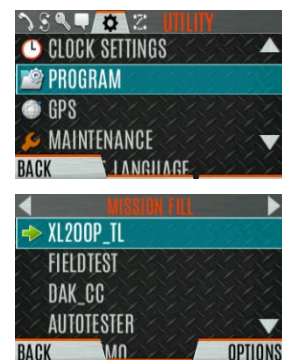 UTILITY
CLOCK SETTINGS
PROGRAM
GPS
MAINTENANCE
LANGUAGE
BACK
MISSION FILL
XL200P_TL
FIELDTEST
DAK_CC
AUTOTESTER
BACK
OPTIONS